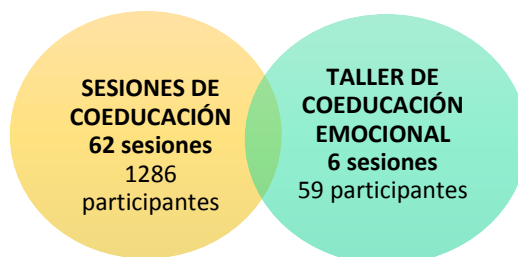 SESIONES DE
COEDUCACIÓN
62 sesiones
1286
participantes
TALLER DE
COEDUCACIÓN
EMOCIONAL
6 sesiones
59 participantes